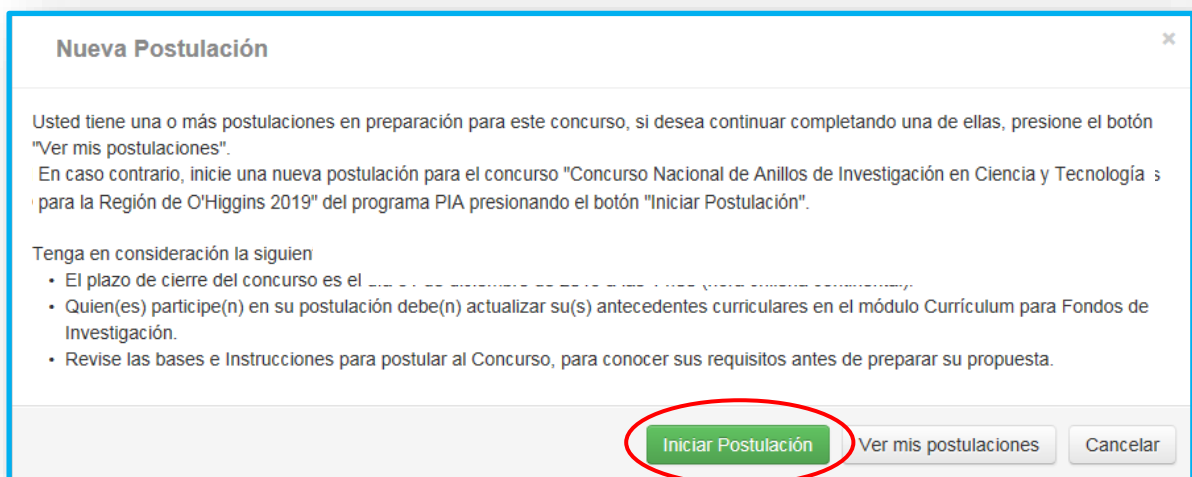 Nueva Postulación
×
Usted tiene una o más postulaciones en preparación para este concurso, si desea continuar completando una de ellas, presione el botón
"Ver mis postulaciones".
En caso contrario, inicie una nueva postulación para el concurso "Concurso Nacional de Anillos de Investigación en Ciencia y Tecnología s
para la Región de O'Higgins 2019" del programa PIA presionando el botón "Iniciar Postulación".
Tenga en consideración la
• El plazo de cierre del concurso es el
• Quien(es) participe(n) en su postulación debe(n) actualizar su(s) antecedentes curriculares en el módulo Currículum para Fondos de
Investigación.
• Revise las bases e Instrucciones para postular al Concurso, para conocer sus requisitos antes de preparar su propuesta.
Iniciar Postulación Ver mis postulaciones Cancelar